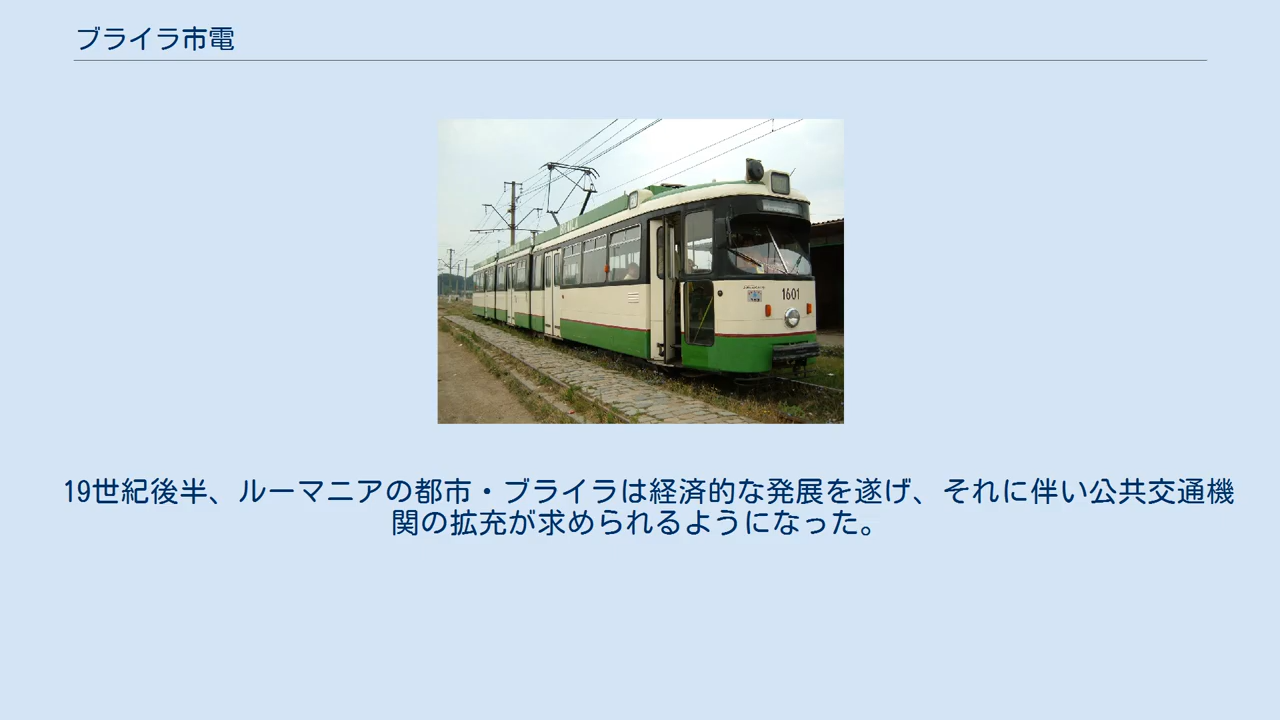 ブライラ市電
1601
19世紀後半、ルーマニアの都市・ブライラは経済的な発展を遂げ、それに伴い公共交通機
関の拡充が求められるようになった。